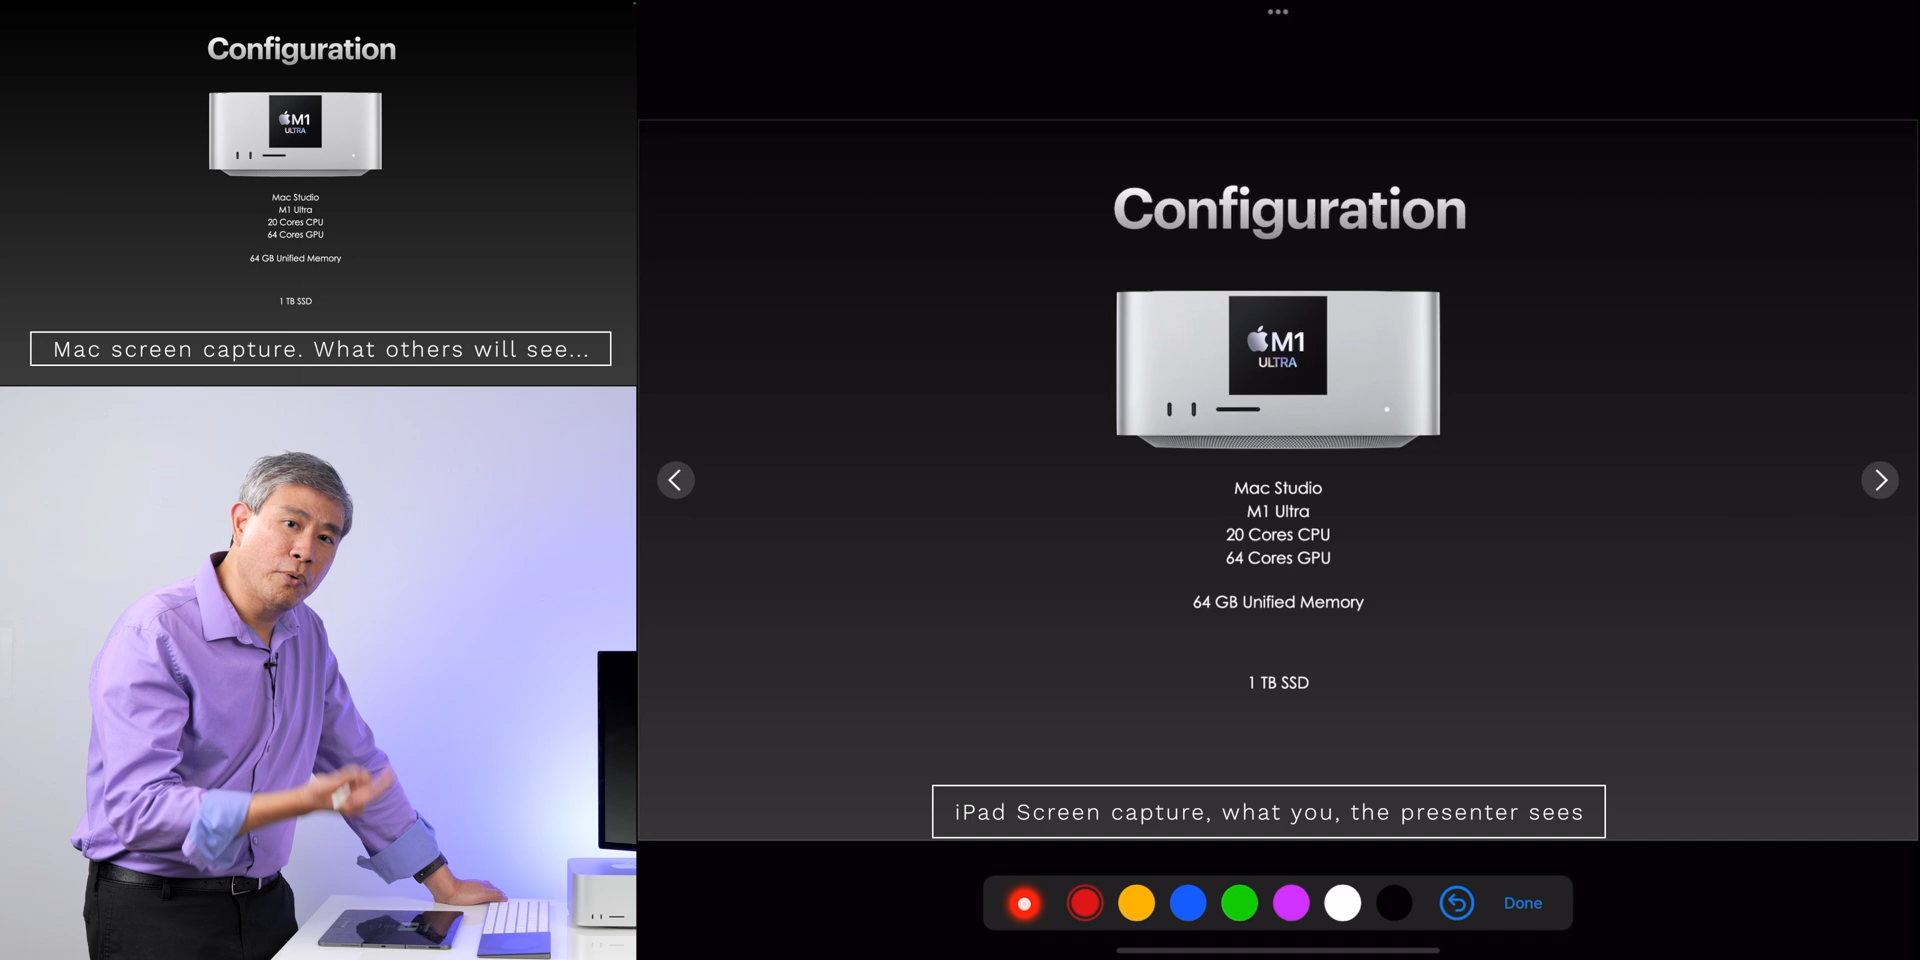 Configuration
M1
ULTRA
Mac Studio
M1 Ultra
20 Cores CPU
64 Cores GPU
64 GB Unified Memory
1 TB SSD
Mac screen capture. What others will see...
Configuration
M1
ULTRA
Mac Studio
M1 Ultra
20 Cores CPU
64 Cores GPU
64 GB Unified Memory
1 TB SSD
iPad Screen capture, what you, the presenter sees
Done